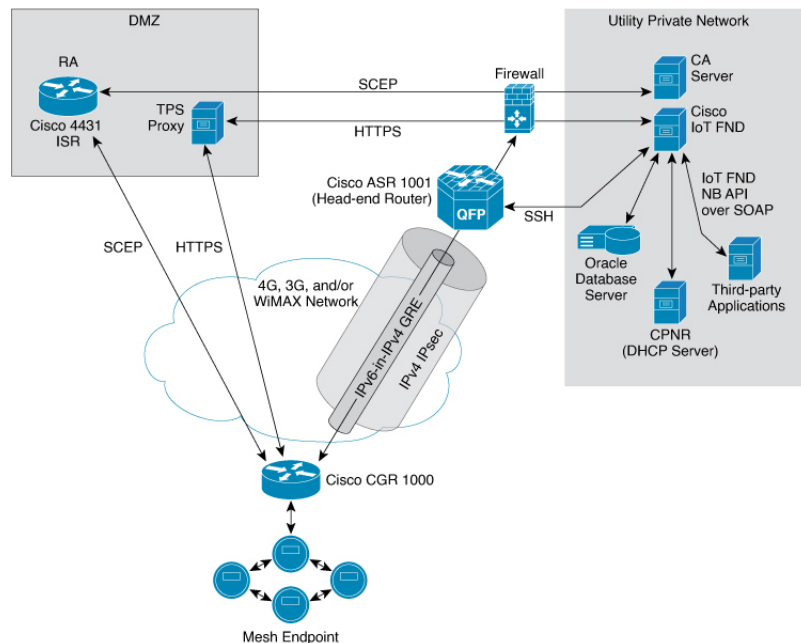 DMZ
Utility Private Network
RA
Cisco 4431
ISR
TPS
Proxy
SCEP
HTTPS
Firewall
CA
Server
Cisco
IoT FND
Cisco ASR 1001
(Head-end Router)
QFP
SSH
IoT FND
NB API
over SOAP
Oracle
Database
Server
Third-party
Applications
CPNR
(DHCP Server)
SCEP
HTTPS
4G, 3G, and/or
WiMAX Network
IPv6-in-IPv4 GRE
IPv4 IPsec
Cisco CGR 1000
Mesh Endpoint